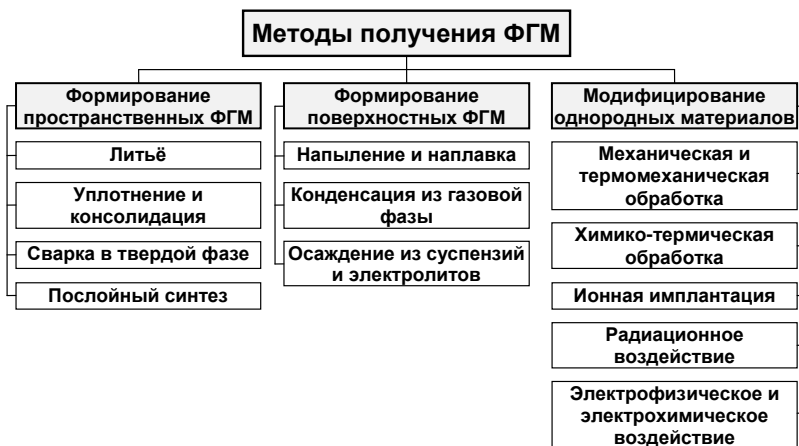 Методы получения ФГМ
Формирование
пространственных ФГМ
Литьё
Уплотнение и
консолидация
Сварка в твердой фазе
Послойный синтез
Формирование
поверхностных ФГМ
Напыление и наплавка
Конденсация из газовой
фазы
Осаждение из суспензий
и электролитов
Модифицирование
однородных материалов
Механическая и
термомеханическая
обработка
Химико-термическая
обработка
Ионная имплантация
Радиационное
воздействие
Электрофизическое и
электрохимическое
воздействие